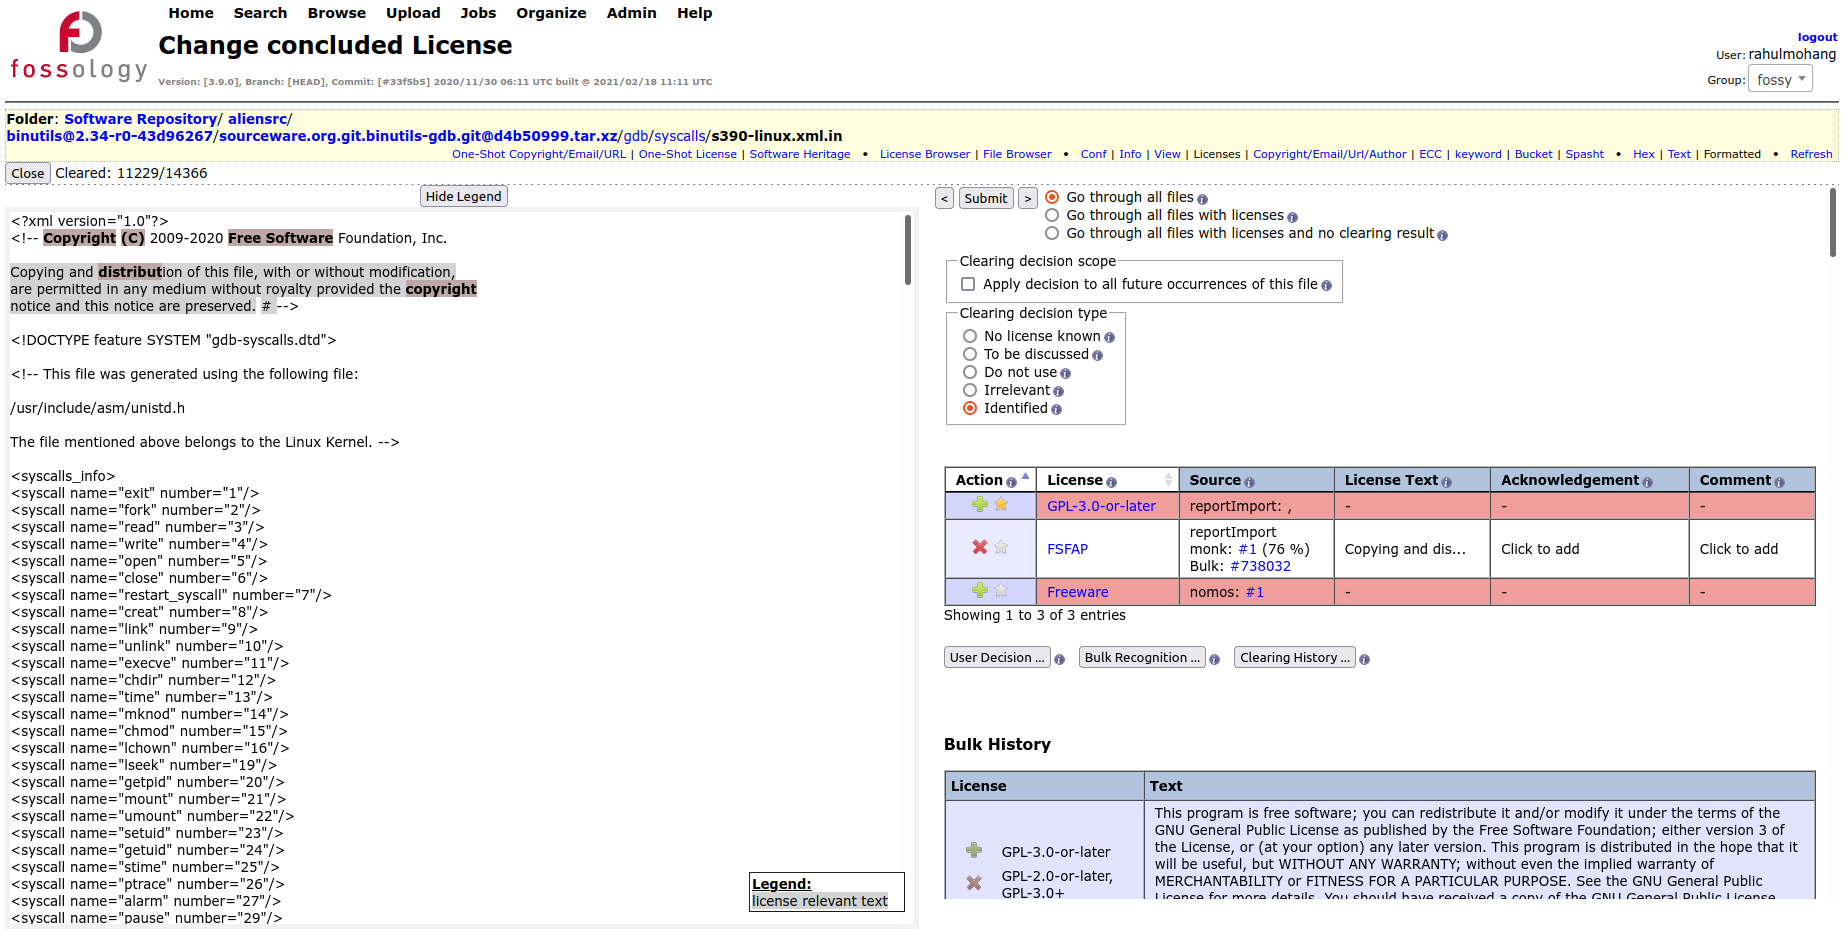 Home Search Browse Upload Jobs Organize Admin Help
fossology
Change concluded License
Version: [3.9.0], Branch: [HEAD], Commit: [#33f5b5] 2020/11/30 06:11 UTC built @ 2021/02/18 11:11 UTC
logout
User: rahulmohang
Group: fossy
Folder: Software Repository/ aliensrc/
binutils@2.34-r0-43d96267/sourceware.org.git.binutils-gdb.git@d4b50999.tar.xz/gdb/syscalls/s390-linux.xml.in
One-Shot Copyright/Email/URL | One-Shot License | Software Heritage • License Browser | File Browser • Conf | Info | View | Licenses | Copyright/Email/Url/Author | ECC | keyword | Bucket | Spasht • Hex | Text | Formatted • Refresh
Close Cleared: 11229/14366
Hide Legend
<?xml version="1.0"?>
<!-- Copyright (C) 2009-2020 Free Software Foundation, Inc.
Copying and distribution of this file, with or without modification,
are permitted in any medium without royalty provided the copyright
notice and this notice are preserved. # -->
<!DOCTYPE feature SYSTEM "gdb-syscalls.dtd">
<!-- This file was generated using the following file:
/usr/include/asm/unistd.h
The file mentioned above belongs to the Linux Kernel. -->
<syscalls_info>
<syscall name="exit" number="1"/>
<syscall name="fork" number="2"/>
<syscall name="read" number="3"/>
<syscall name="write" number="4"/>
<syscall name="open" number="5"/>
<syscall name="close" number="6"/>
<syscall name="restart_syscall" number="7"/>
<syscall name="creat" number="8"/>
<syscall name="link" number="9"/>
<syscall name="unlink" number="10"/>
<syscall name="execve" number="11"/>
<syscall name="chdir" number="12"/>
<syscall name="time" number="13"/>
<syscall name="mknod" number="14"/>
<syscall name="chmod" number="15"/>
<syscall name="lchown" number="16"/>
<syscall name="lseek" number="19"/>
<syscall name="getpid" number="20"/>
<syscall name="mount" number="21"/>
<syscall name="umount" number="22"/>
<syscall name="setuid" number="23"/>
<syscall name="getuid" number="24"/>
<syscall name="stime" number="25"/>
<syscall name="ptrace" number="26"/>
<syscall name="alarm" number="27"/>
<syscall name="pause" number="29"/>
Legend:
license relevant text
< Submit > Go through all files
Go through all files with licenses
Go through all files with licenses and no clearing result
Clearing decision scope
Apply decision to all future occurrences of this file
Clearing decision type
No license known
To be discussed
Do not use
Irrelevant
Identified
Action License Source License Text Acknowledgement Comment
GPL-3.0-or-later reportImport: , - - -
FSFAP reportImport
monk: #1 (76 %) Copying and dis... Click to add Click to add
Bulk: #738032
Freeware nomos: #1 - - -
Showing 1 to 3 of 3 entries
User Decision ... Bulk Recognition ... Clearing History ...
Bulk History
License Text
GPL-3.0-or-later
GPL-2.0-or-later,
GPL-3.0+
This program is free software; you can redistribute it and/or modify it under the terms of the
GNU General Public License as published by the Free Software Foundation; either version 3 of
the License, or (at your option) any later version. This program is distributed in the hope that it
will be useful, but WITHOUT ANY WARRANTY; without even the implied warranty of
MERCHANTABILITY or FITNESS FOR A PARTICULAR PURPOSE. See the GNU General Public
License for more details. You should have received a copy of the GNU General Public License